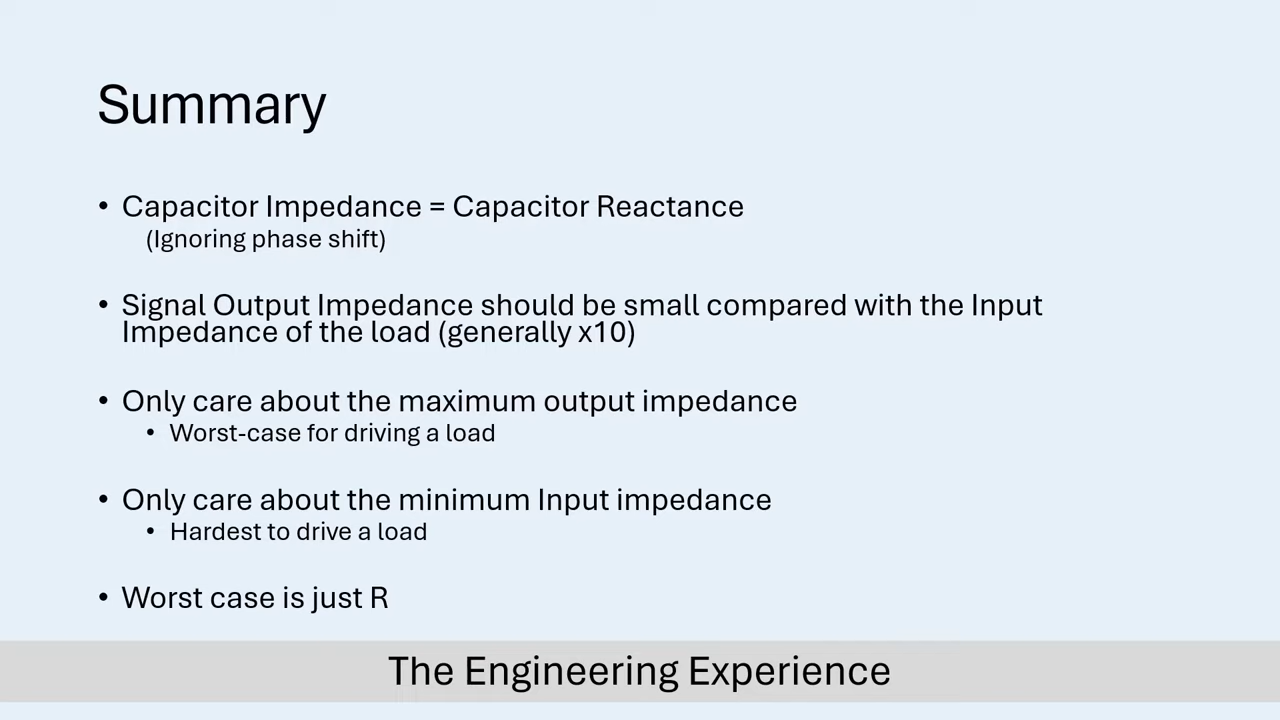 Summary
• Capacitor Impedance = Capacitor Reactance
(Ignoring phase shift)
• Signal Output Impedance should be small compared with the Input
Impedance of the load (generally x10)
• Only care about the maximum output impedance
• Worst-case for driving a load
• Only care about the minimum Input impedance
• Hardest to drive a load
• Worst case is just R
The Engineering Experience